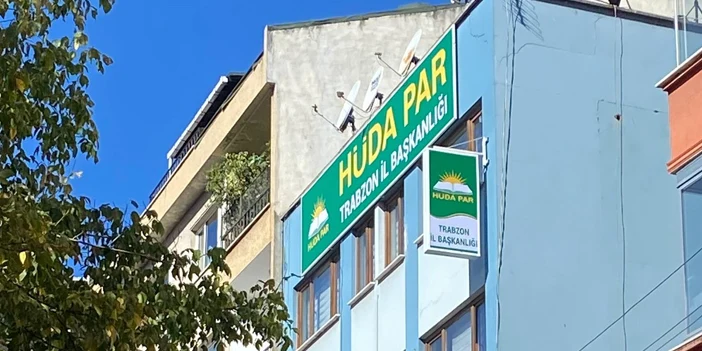 HÜDA PAR
TRABZON İL BAŞKANLIĞI
HÜDA PAR
HÜDA PAR
TRABZON
İL BAŞKANLIĞI